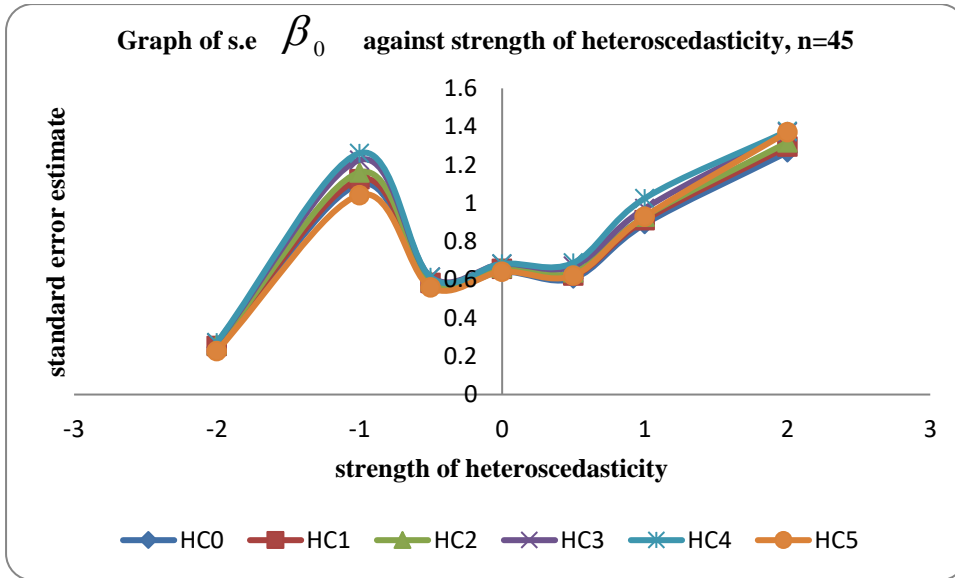 Graph of s.e β0 against strength of heteroscedasticity, n=45
standard error estimate
1.6
1.4
1.2
1
0.8
0.6
0.4
0.2
0
-3 -2 -1 0 1 2 3
strength of heteroscedasticity
HC0 HC1 HC2 HC3 HC4 HC5